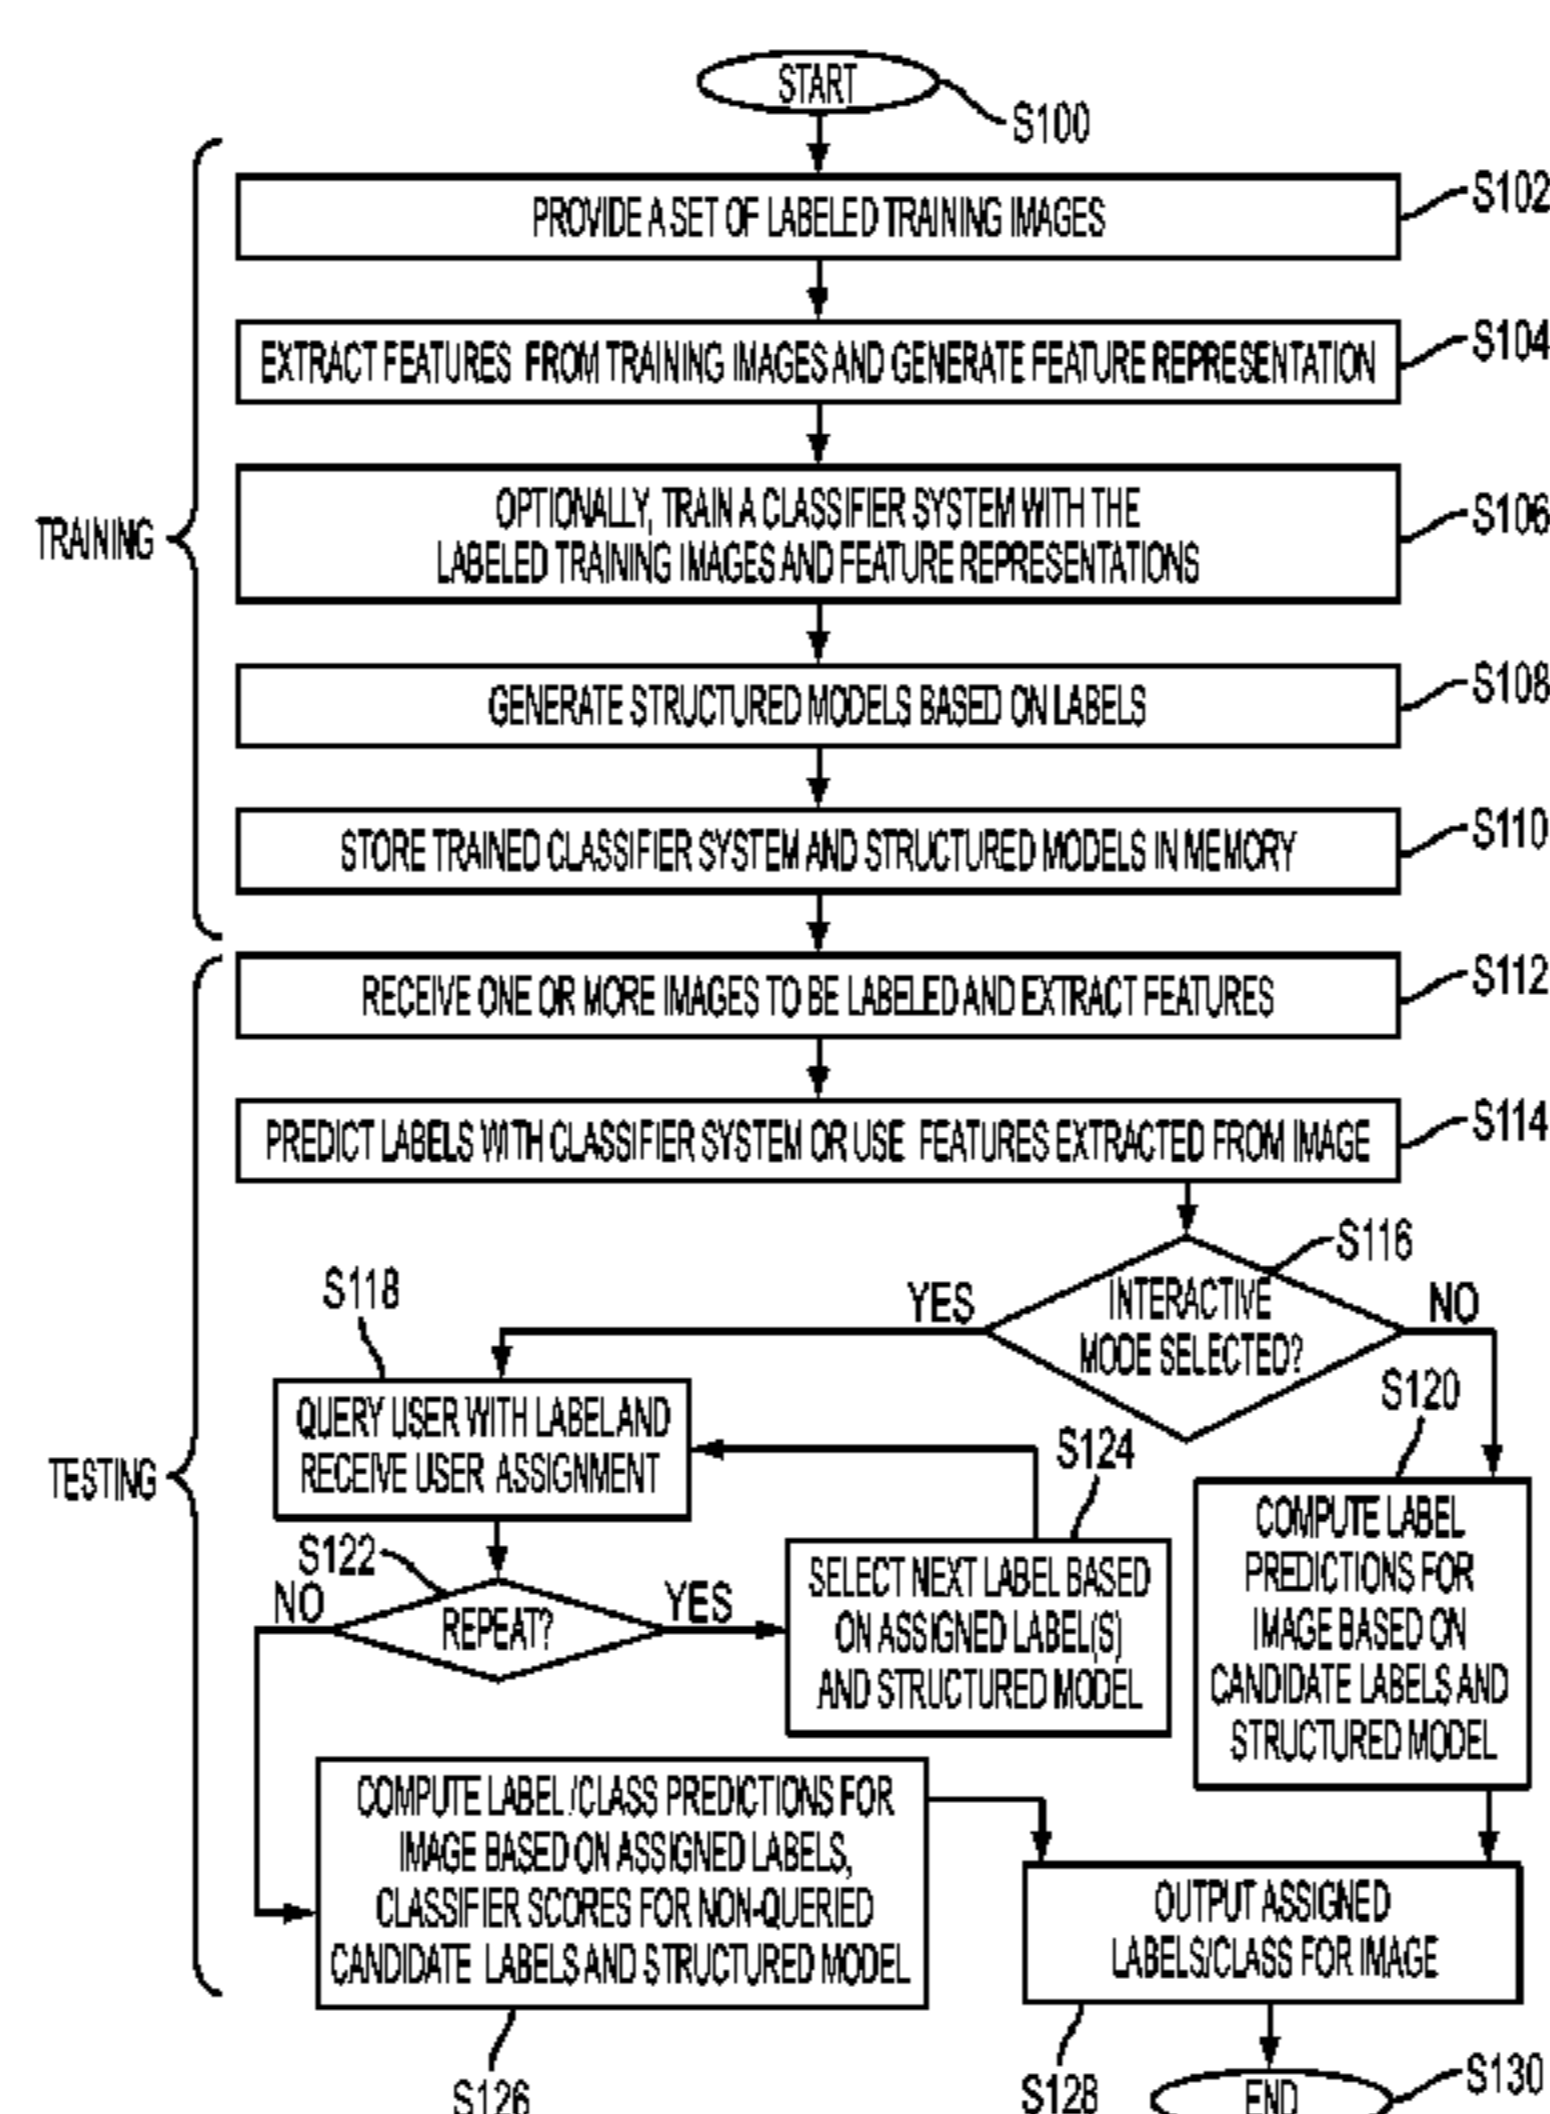 START
S100
TRAINING
PROVIDE A SET OF LABELED TRAINING IMAGES
S102
EXTRACT FEATURES FROM TRAINING IMAGES AND GENERATE FEATURE REPRESENTATION
S104
OPTIONALLY, TRAIN A CLASSIFIER SYSTEM WITH THE
LABELED TRAINING IMAGES AND FEATURE REPRESENTATIONS
S106
GENERATE STRUCTURED MODELS BASED ON LABELS
S108
STORE TRAINED CLASSIFIER SYSTEM AND STRUCTURED MODELS IN MEMORY
S110
TESTING
RECEIVE ONE OR MORE IMAGES TO BE LABELED AND EXTRACT FEATURES
S112
PREDICT LABELS WITH CLASSIFIER SYSTEM OR USE FEATURES EXTRACTED FROM IMAGE
S114
S116
INTERACTIVE
MODE SELECTED?
YES
NO
S118
QUERY USER WITH LABEL AND
RECEIVE USER ASSIGNMENT
S120
COMPUTE LABEL
PREDICTIONS FOR
IMAGE BASED ON
CANDIDATE LABELS AND
STRUCTURED MODEL
S122
NO
REPEAT?
YES
S124
SELECT NEXT LABEL BASED
ON ASSIGNED LABEL(S)
AND STRUCTURED MODEL
COMPUTE LABEL /CLASS PREDICTIONS FOR
IMAGE BASED ON ASSIGNED LABELS,
CLASSIFIER SCORES FOR NON-QUERIED
CANDIDATE LABELS AND STRUCTURED MODEL
S126
OUTPUT ASSIGNED
LABELS/CLASS FOR IMAGE
S128
END
S130